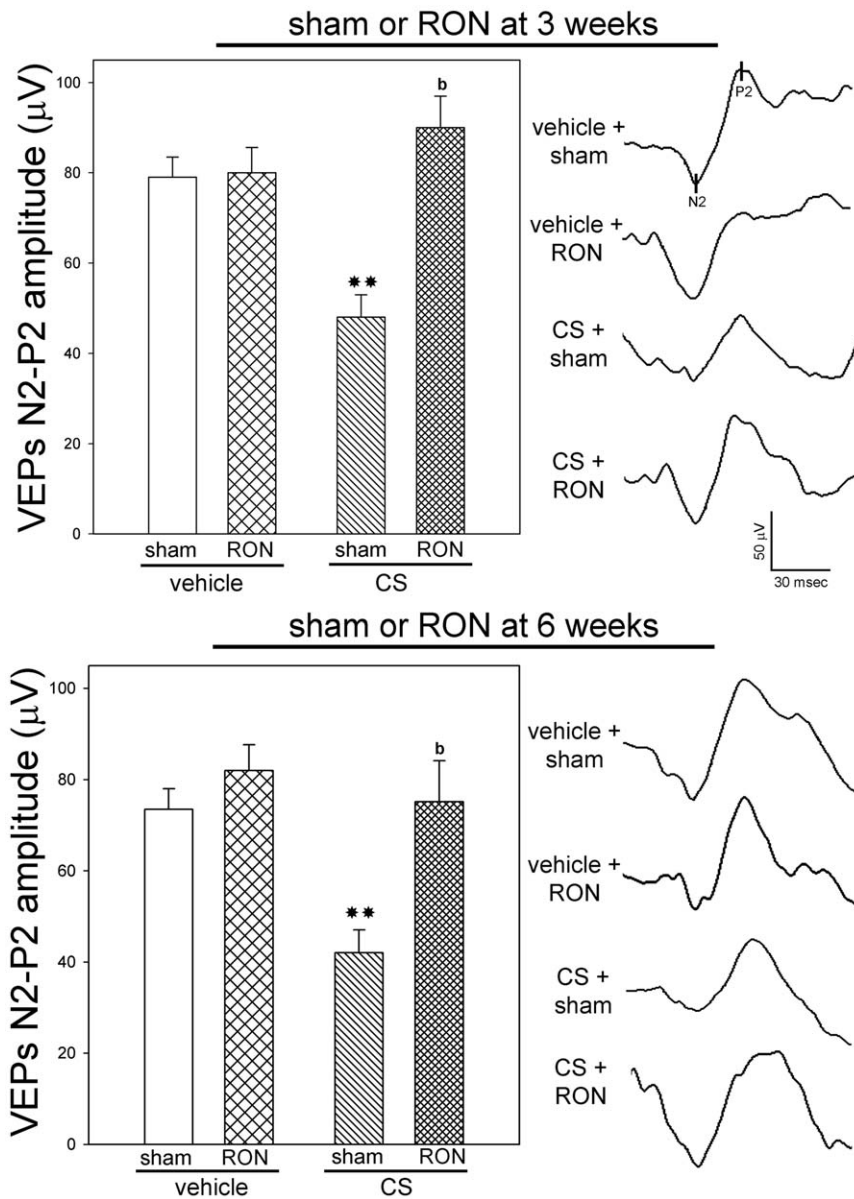 sham or RON at 3 weeks
VEPs N2-P2 amplitude (μV)
100
80
60
40
20
0
**
b
sham RON sham RON
vehicle CS
vehicle +
sham
P2
N2
vehicle +
RON
CS +
sham
CS +
RON
50 μV
30 msec
sham or RON at 6 weeks
VEPs N2-P2 amplitude (μV)
100
80
60
40
20
0
**
b
sham RON sham RON
vehicle CS
vehicle +
sham
vehicle +
RON
CS +
sham
CS +
RON